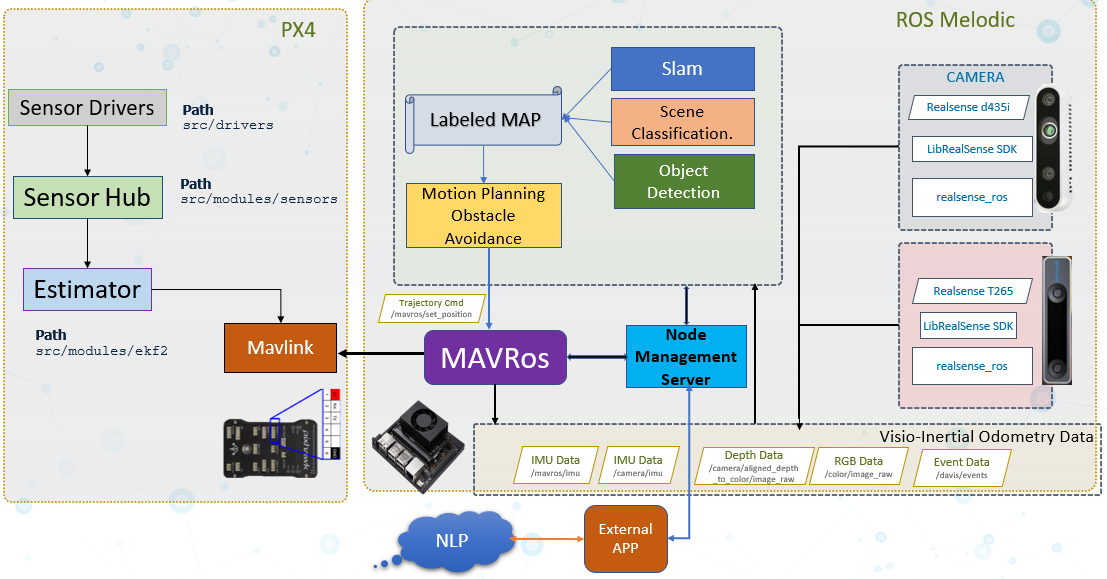 PX4
Sensor Drivers
Path
src/drivers
Sensor Hub
Path
src/modules/sensors
Estimator
Path
src/modules/ekf2
Mavlink
ROS Melodic
Labeled MAP
Slam
Scene
Classification.
Object
Detection
Motion Planning
Obstacle
Avoidance
Trajectory Cmd
/mavros/set_position
MAVRos
Node
Management
Server
CAMERA
Realsense d435i
LibRealSense SDK
realsense_ros
Realsense T265
LibRealSense SDK
realsense_ros
Visio-Inertial Odometry Data
IMU Data
/mavros/imu
IMU Data
/camera/imu
Depth Data
/camera/aligned_depth
_to_color/image_raw
RGB Data
/color/image_raw
Event Data
/davis/events
NLP
External
APP